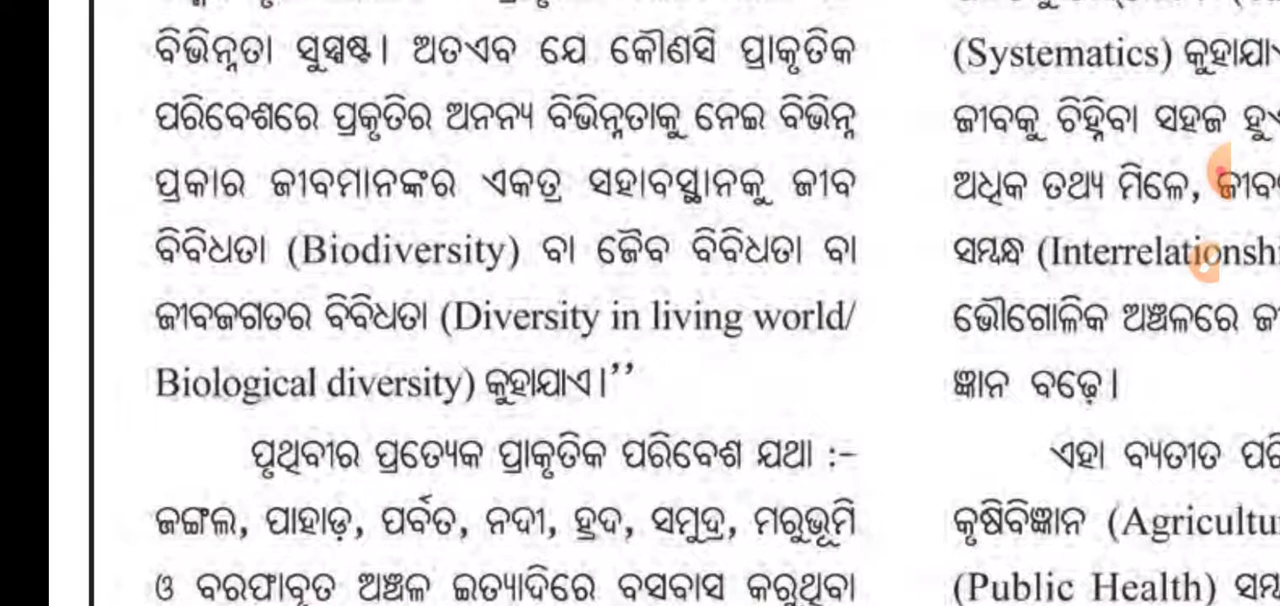 ବିଭିନ୍ନତା ସୁସ୍ପଷ୍ଟ। ଅତଏବ ଯେ କୌଣସି ପ୍ରାକୃତିକ
ପରିବେଶରେ ପ୍ରକୃତିର ଅନନ୍ୟ ବିଭିନ୍ନତାକୁ ନେଇ ବିଭିନ୍ନ
ପ୍ରକାର ଜୀବମାନଙ୍କର ଏକତ୍ର ସହାବସ୍ଥାନକୁ ଜୀବ
ବିବିଧତା (Biodiversity) ବା ଜୈବ ବିବିଧତା ବା
ଜୀବଜଗତର ବିବିଧତା (Diversity in living world/
Biological diversity) କୁହାଯାଏ।’’
ପୃଥିବୀର ପ୍ରତ୍ୟେକ ପ୍ରାକୃତିକ ପରିବେଶ ଯଥା :–
ଜଙ୍ଗଲ, ପାହାଡ଼, ପର୍ବତ, ନଦୀ, ହ୍ରଦ, ସମୁଦ୍ର, ମରୁଭୂମି
ଓ ବରଫାବୃତ ଅଞ୍ଚଳ ଇତ୍ୟାଦିରେ ବସବାସ କରୁଥିବା
(Systematics)
ଜୀବକୁ ଚିହ୍ନିବା ସହଜ
ଅଧିକ ତଥ୍ୟ ମିଳେ,
ସମ୍ବନ୍ଧ
ଭୌଗୋଳିକ ଅଞ୍ଚଳରେ
ଜ୍ଞାନ ବଢ଼େ।
ଏହା ବ୍ୟତୀତ
କୃଷିବିଜ୍ଞାନ
(Public Health)